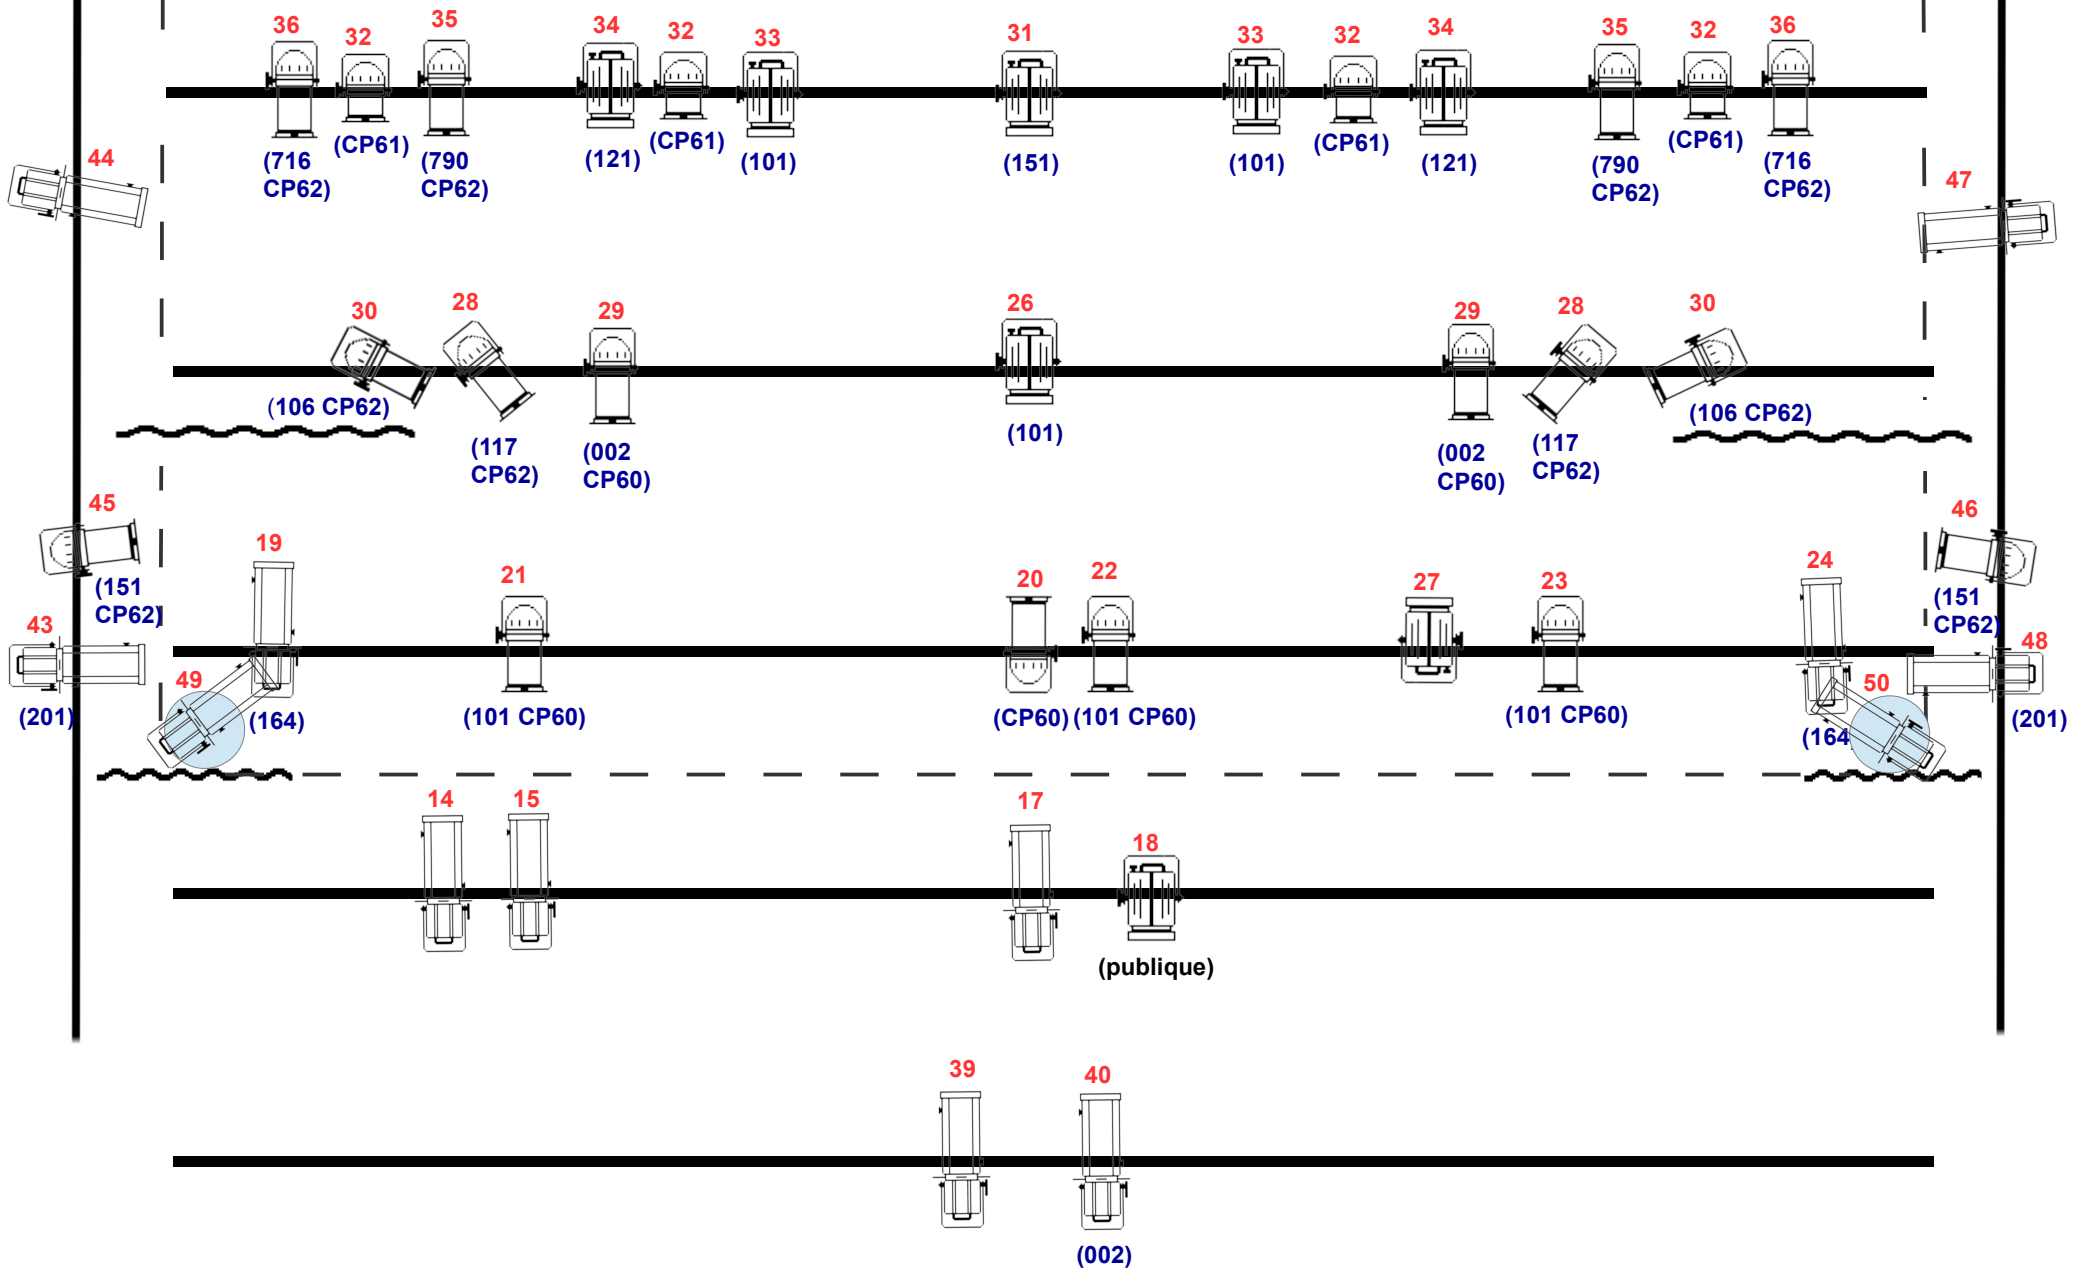 36
32
35
34
32
33
31
33
32
34
35
32
36
(716
CP62)
(CP61)
(790
CP62)
(121)
(CP61)
(101)
(151)
(101)
(CP61)
(121)
(790
CP62)
(CP61)
(716
CP62)
44
47
30
28
29
26
29
28
30
(106 CP62)
(117
CP62)
(002
CP60)
(101)
(002
CP60)
(117
CP62)
(106 CP62)
45
46
(151
CP62)
(151
CP62)
19
21
20
22
27
23
24
43
48
49
50
(201)
(164)
(101 CP60)
(CP60)
(101 CP60)
(101 CP60)
(164
(201)
14
15
17
18
(publique)
39
40
(002)